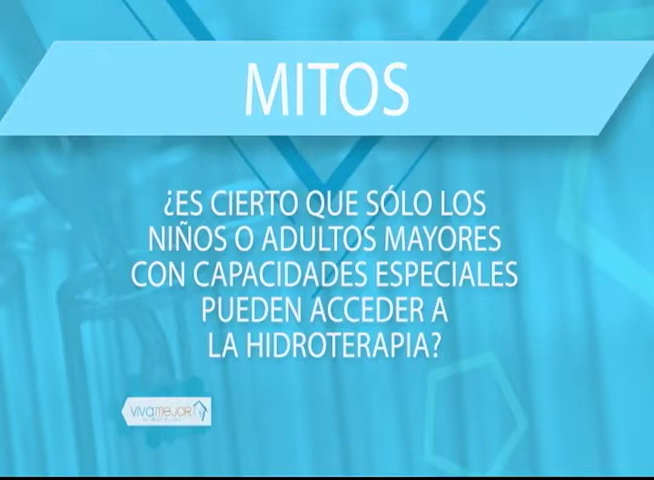 MITOS
¿ES CIERTO QUE SÓLO LOS
NIÑOS O ADULTOS MAYORES
CON CAPACIDADES ESPECIALES
PUEDEN ACCEDER A
LA HIDROTERAPIA?
vivamejor